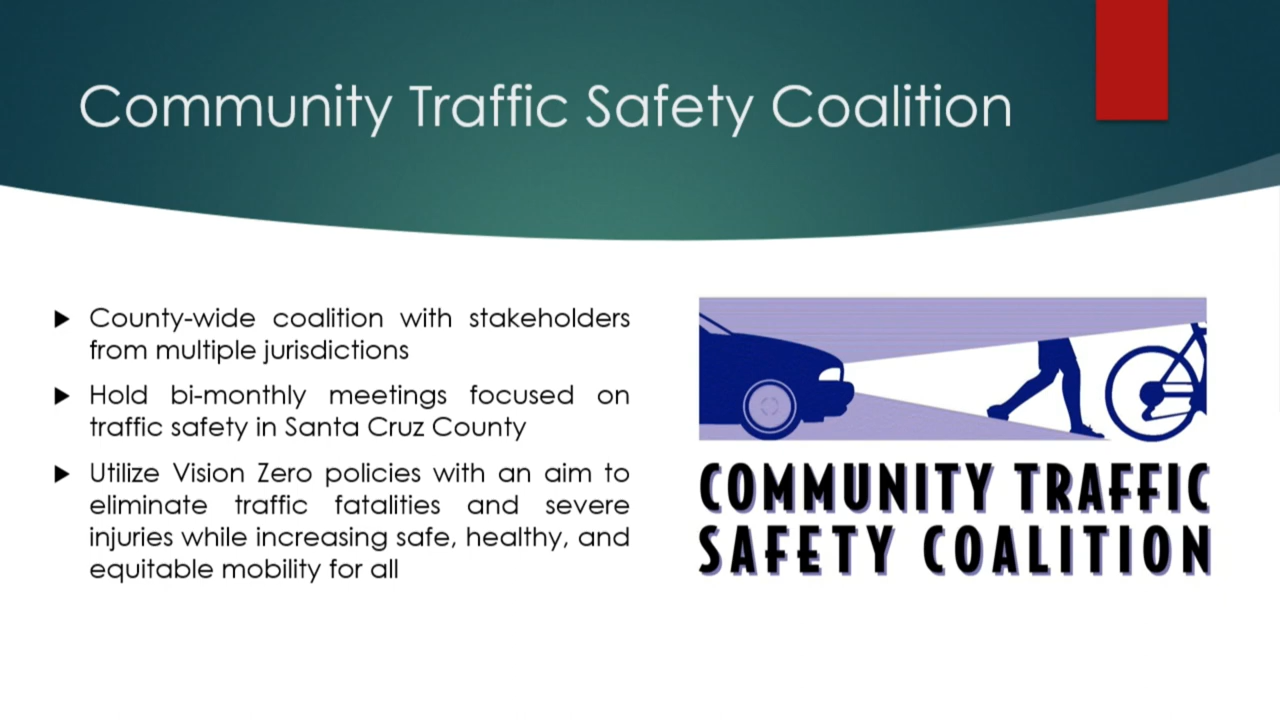 Community Traffic Safety Coalition
County-wide coalition with stakeholders
from multiple jurisdictions
Hold bi-monthly meetings focused on
traffic safety in Santa Cruz County
Utilize Vision Zero policies with an aim to
eliminate traffic fatalities and severe
injuries while increasing safe, healthy, and
equitable mobility for all
COMMUNITY TRAFFIC
SAFETY COALITION